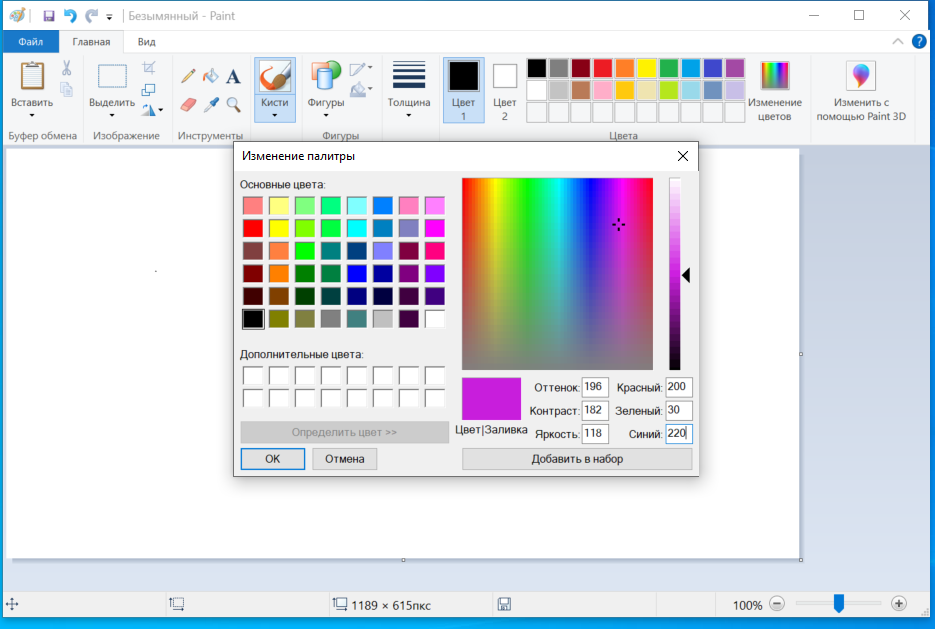 Безымянный - Paint
Файл Главная Вид
Вставить
Выделить
Кисти
Фигуры
Толщина
Цвет 1
Цвет 2
Изменение цветов
Изменить с помощью Paint 3D
Буфер обмена Изображение Инструменты Фигуры Цвета
Изменение палитры
Основные цвета:
Дополнительные цвета:
Определить цвет >>
OK Отмена
Цвет|Заливка
Оттенок: 196 Красный: 200
Контраст: 182 Зеленый: 30
Яркость: 118 Синий: 220
Добавить в набор
1189 × 615пкс
100%